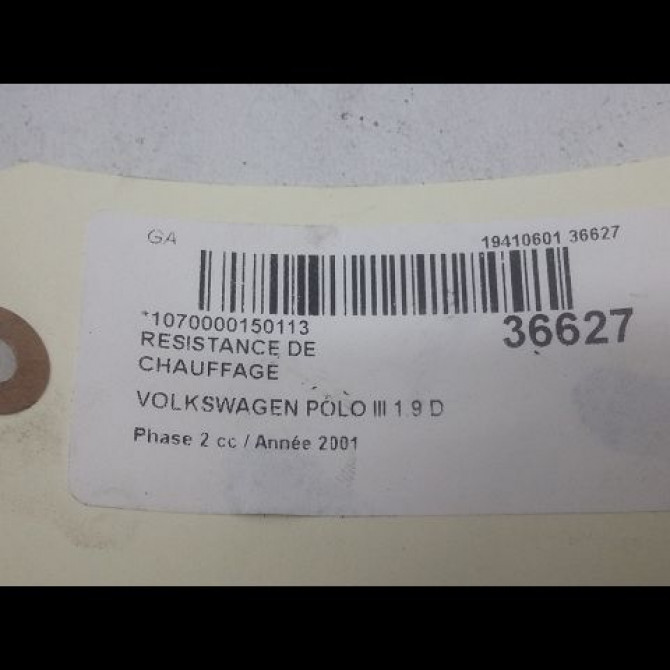 GA
19410601 36627
*1070000150113
36627
RESISTANCE DE
CHAUFFAGE
VOLKSWAGEN POLO III 1.9 D
Phase 2 cc / Année 2001